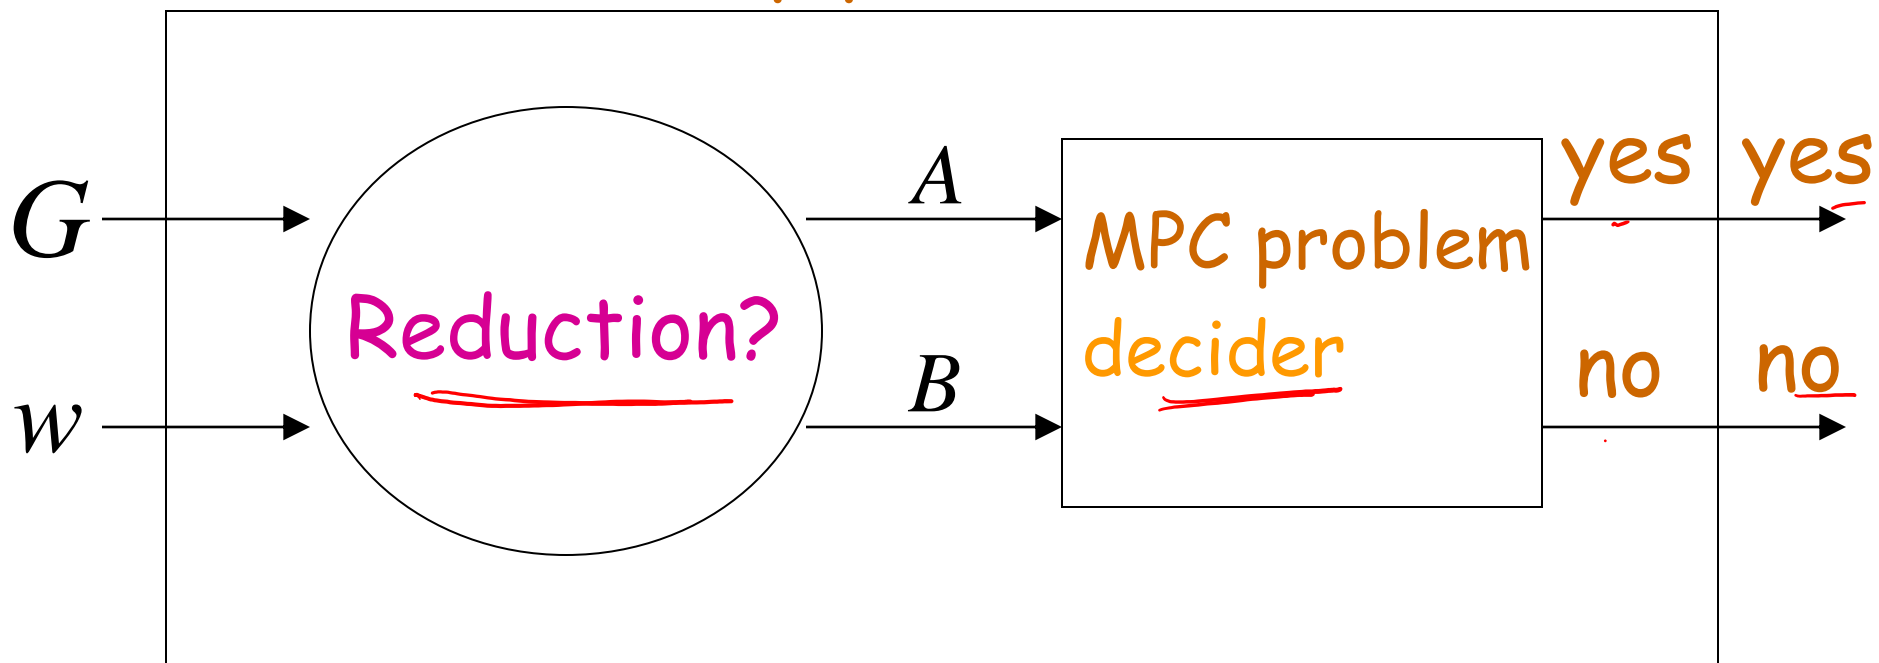 G
w
Reduction?
A
B
MPC problem
decider
yes
no
yes
no